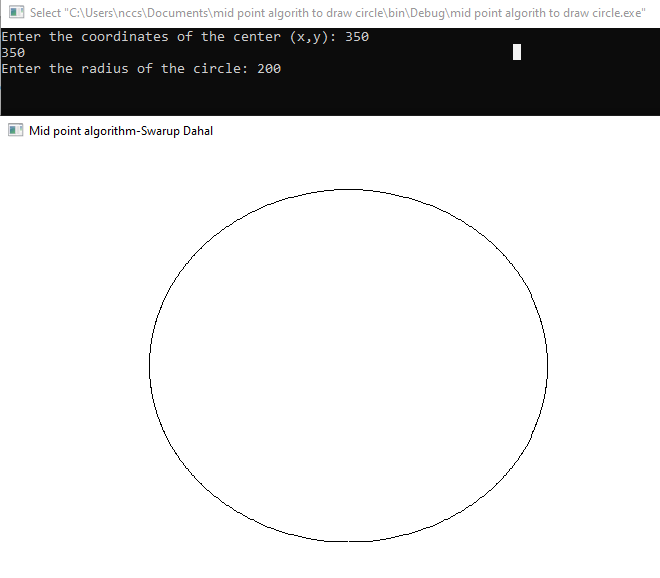 Select "C:\Users\nccs\Documents\mid point algorith to draw circle\bin\Debug\mid point algorith to draw circle.exe"
Enter the coordinates of the center (x,y): 350
350
Enter the radius of the circle: 200
Mid point algorithm-Swarup Dahal